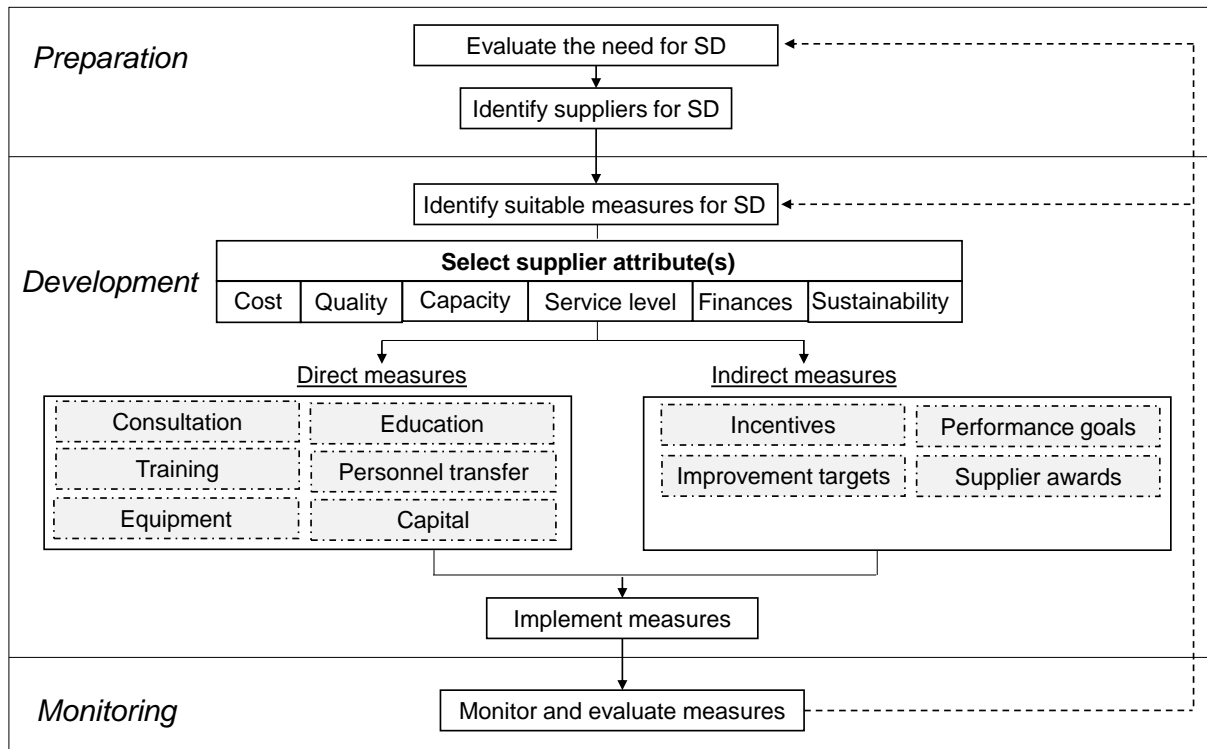 Preparation
Evaluate the need for SD
Identify suppliers for SD
Development
Identify suitable measures for SD
Select supplier attribute(s)
Cost
Quality
Capacity
Service level
Finances
Sustainability
Direct measures
Consultation
Education
Training
Personnel transfer
Equipment
Capital
Indirect measures
Incentives
Performance goals
Improvement targets
Supplier awards
Implement measures
Monitoring
Monitor and evaluate measures